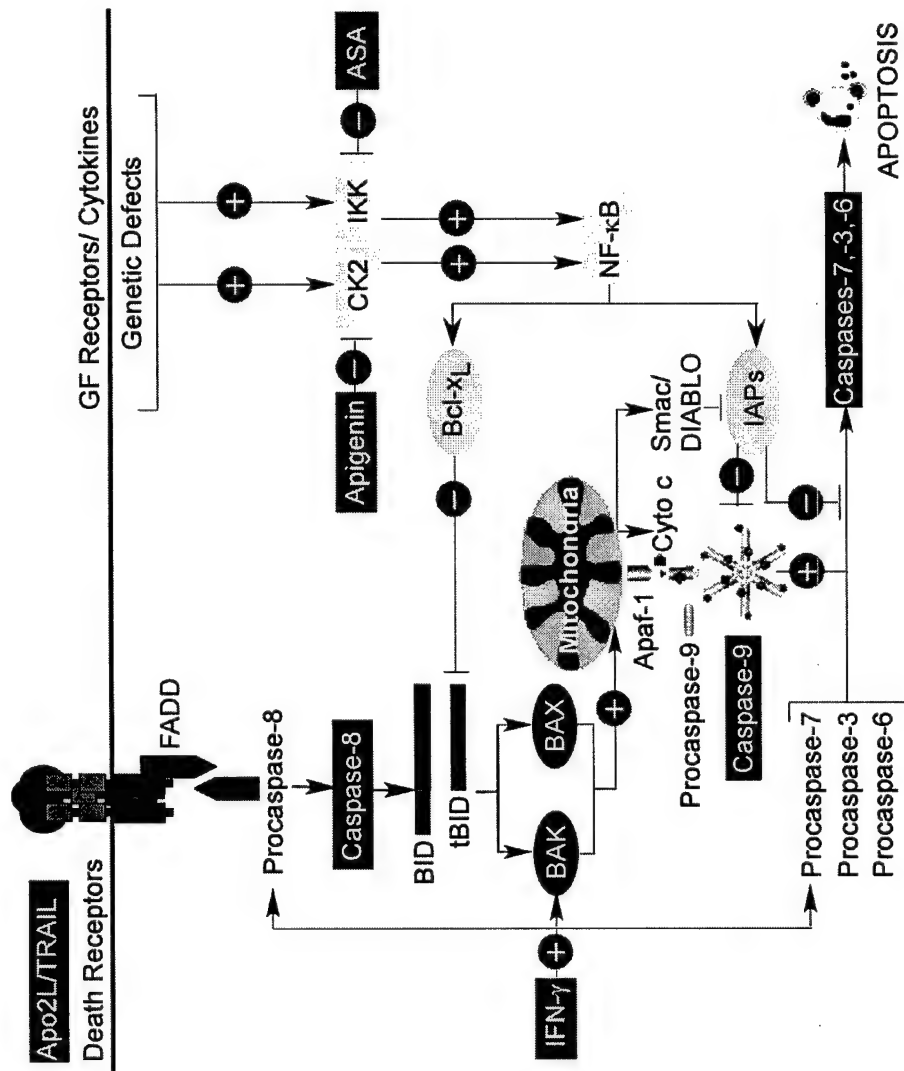 Apo2L/TRAIL
Death Receptors
GF Receptors/ Cytokines
Genetic Defects
FADD
Procaspase-8
Caspase-8
BID
tBID
BAK
BAX
IFN-γ
+
+
Mitochondria
Apaf-1
Cyto c
Smac/
DIABLO
Procaspase-9
Caspase-9
Procaspase-7
Procaspase-3
Procaspase-6
+
+
+
CK2
IKK
Apigenin
−
−
ASA
+
+
NF-κB
Bcl-xL
−
IAPs
−
−
Caspases-7,-3,-6
APOPTOSIS